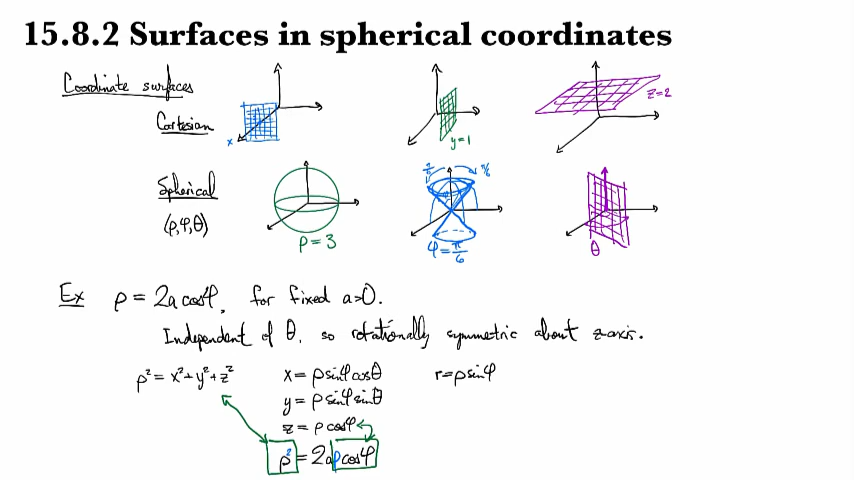 15.8.2 Surfaces in spherical coordinates
Coordinate surfaces
Cartesian
x
y=1
z=2
Spherical
(ρ,φ,θ)
ρ=3
π/6
φ=π/6
θ
Ex ρ = 2a cosφ, for fixed a>0.
Independent of θ, so rotationally symmetric about z-axis.
ρ² = x²+y²+z² x = ρ sinφ cosθ r = ρ sinφ
y = ρ sinφ sinθ
z = ρ cosφ
ρ² = 2aρ cosφ